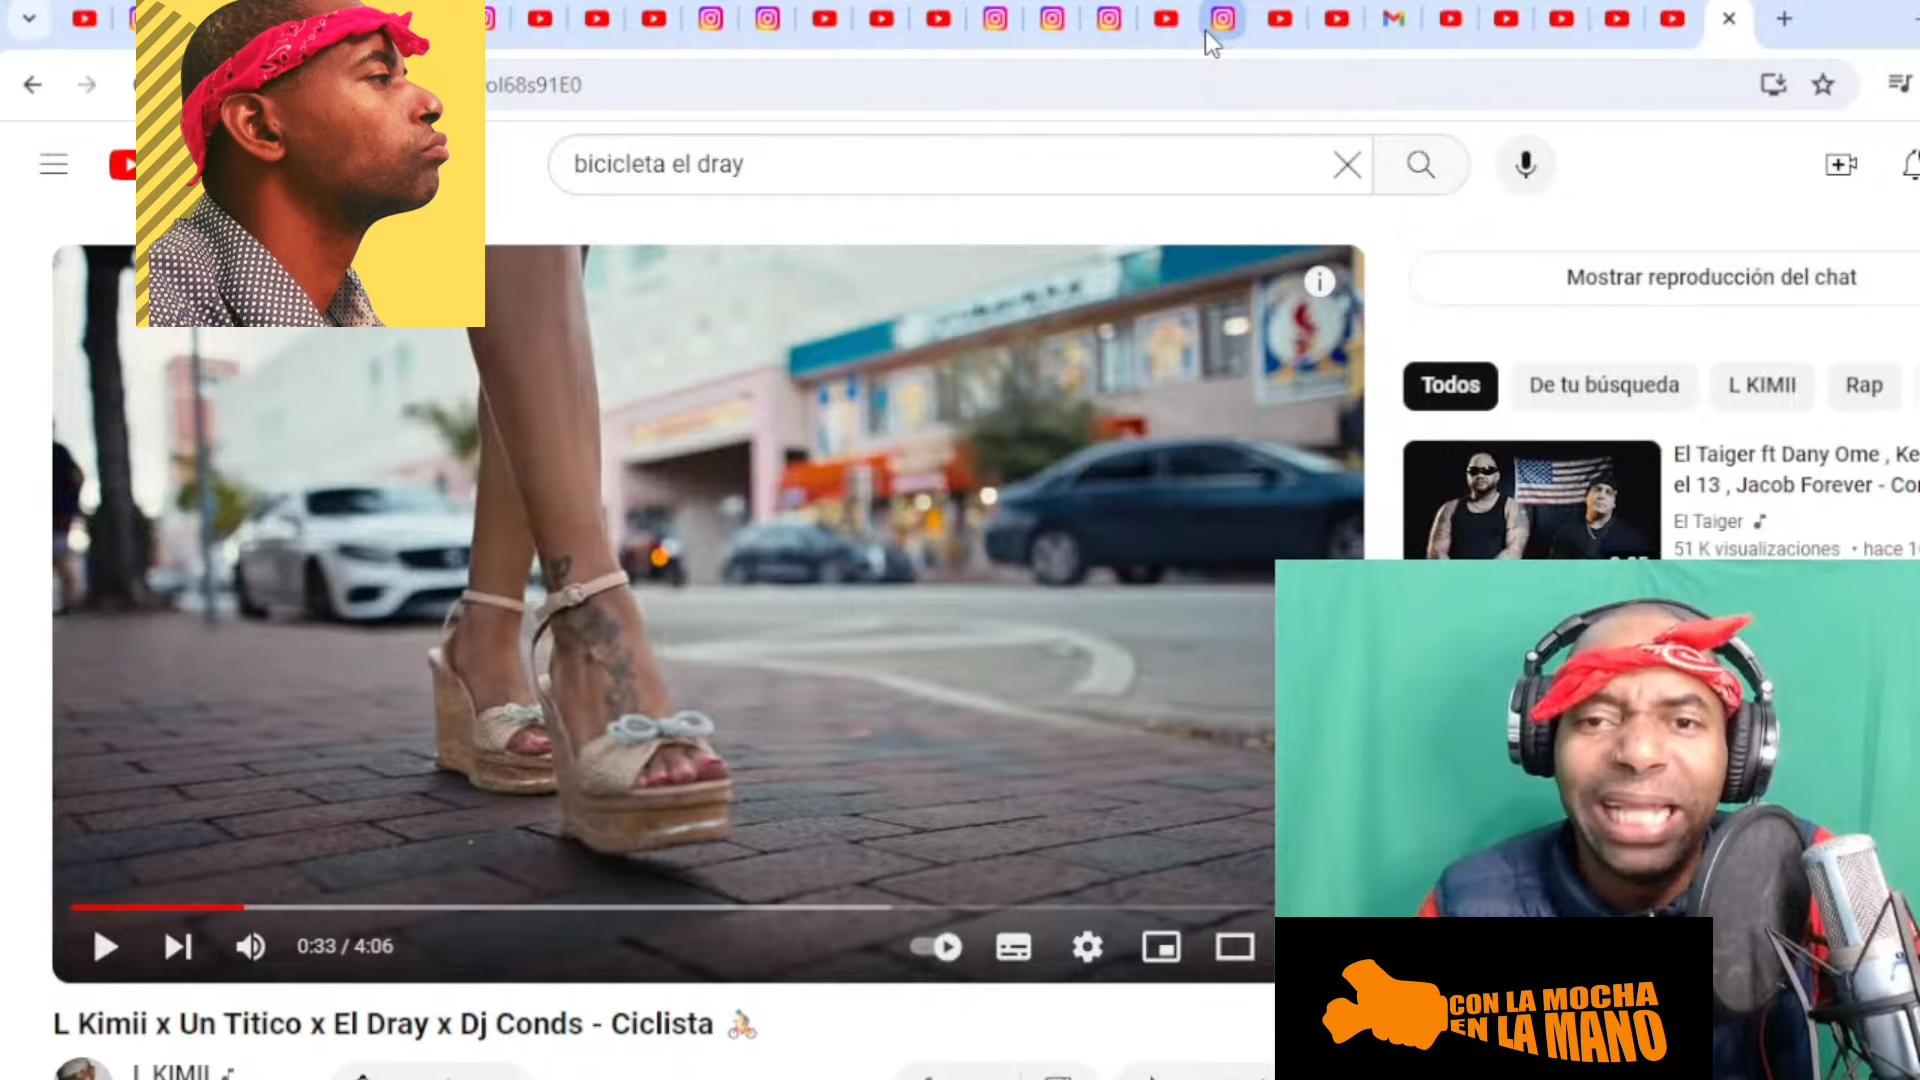 ol68s91E0
bicicleta el dray
Mostrar reproducción del chat
Todos
De tu búsqueda
L KIMII
Rap
El Taiger ft Dany Ome , Ke
el 13 , Jacob Forever - Co
El Taiger
51 K visualizaciones • hace 1
0:33 / 4:06
L Kimii x Un Titico x El Dray x Dj Conds - Ciclista
L KIMII
CON LA MOCHA
EN LA MANO